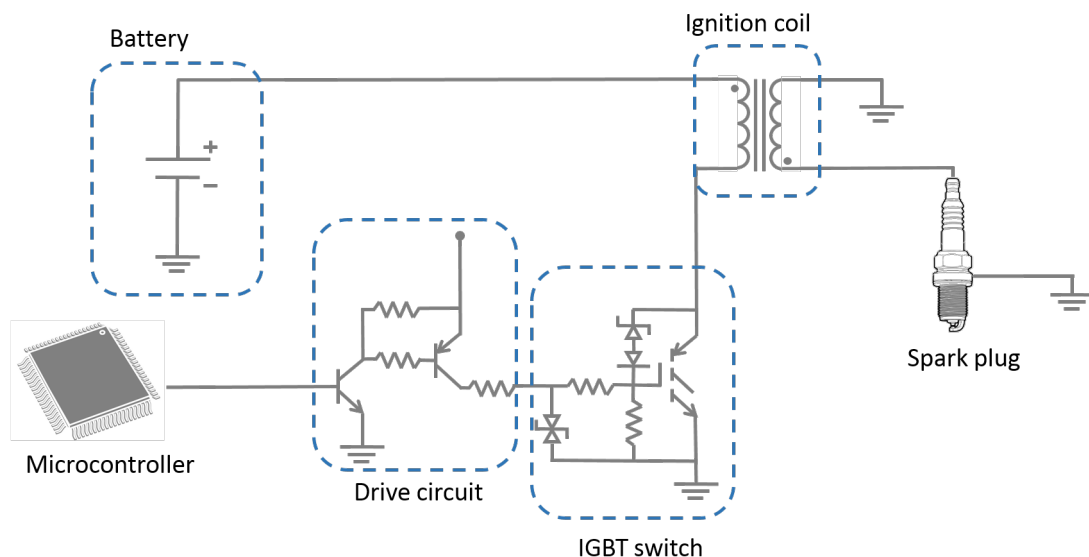 Ignition coil
Battery
+
−
Spark plug
Microcontroller
Drive circuit
IGBT switch